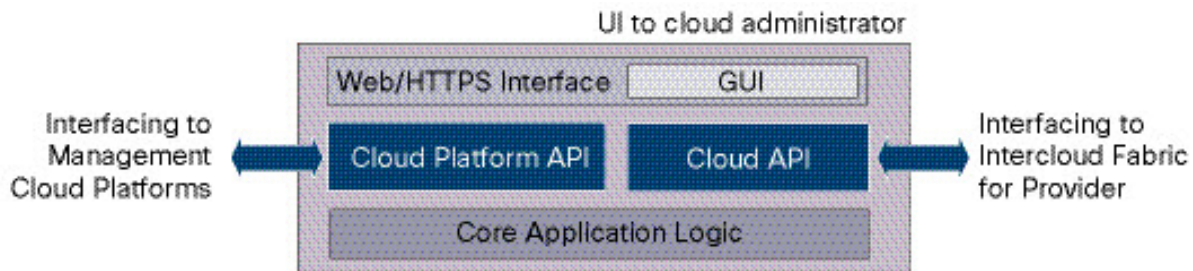 UI to cloud administrator
Web/HTTPS Interface
GUI
Interfacing to
Management
Cloud Platforms
Cloud Platform API
Cloud API
Interfacing to
Intercloud Fabric
for Provider
Core Application Logic